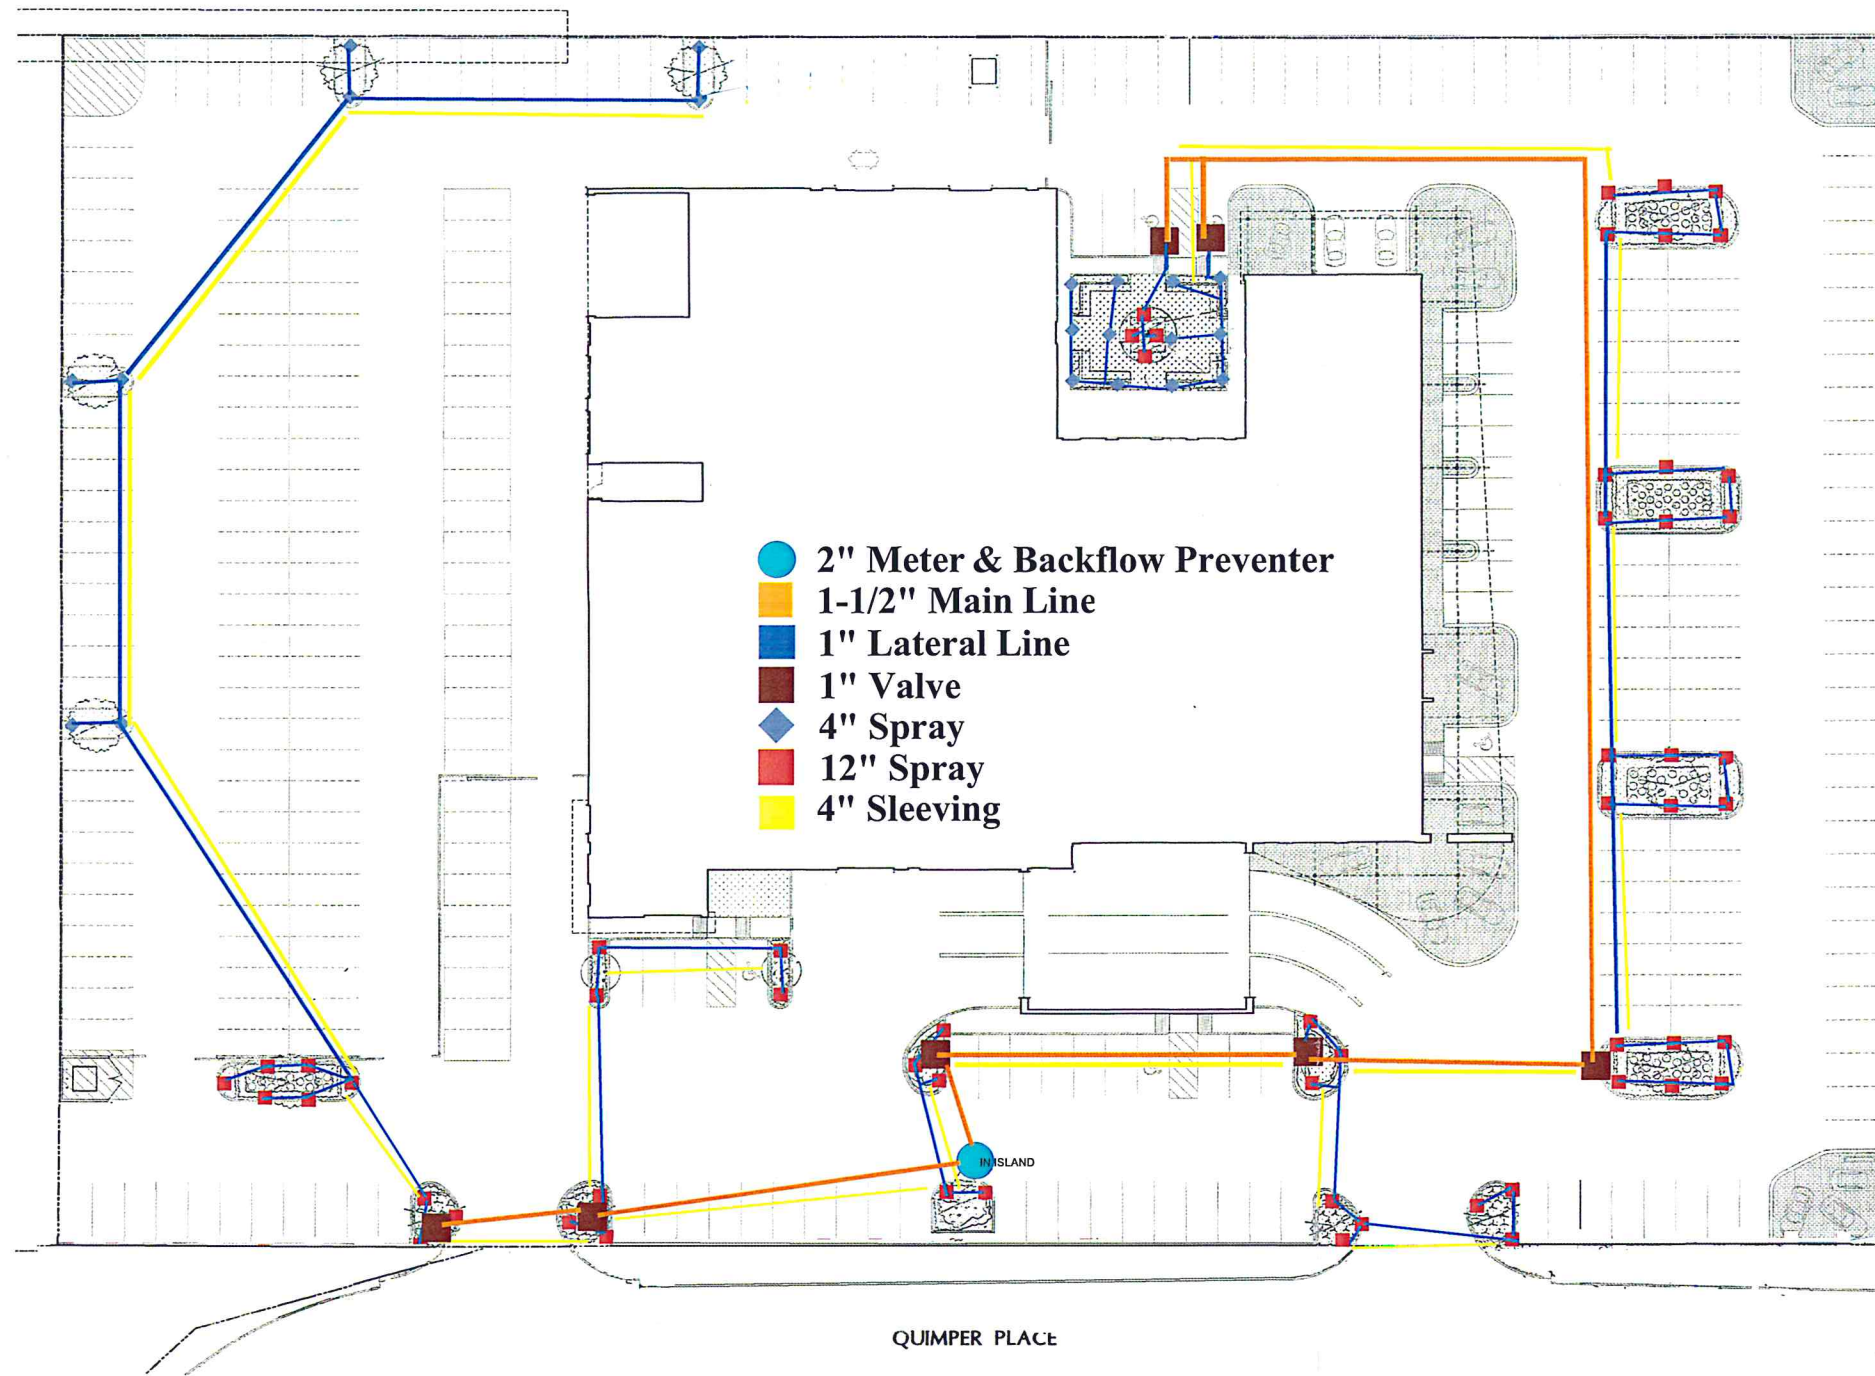 2" Meter & Backflow Preventer
1-1/2" Main Line
1" Lateral Line
1" Valve
4" Spray
12" Spray
4" Sleeving
IN ISLAND
QUIMPER PLACE